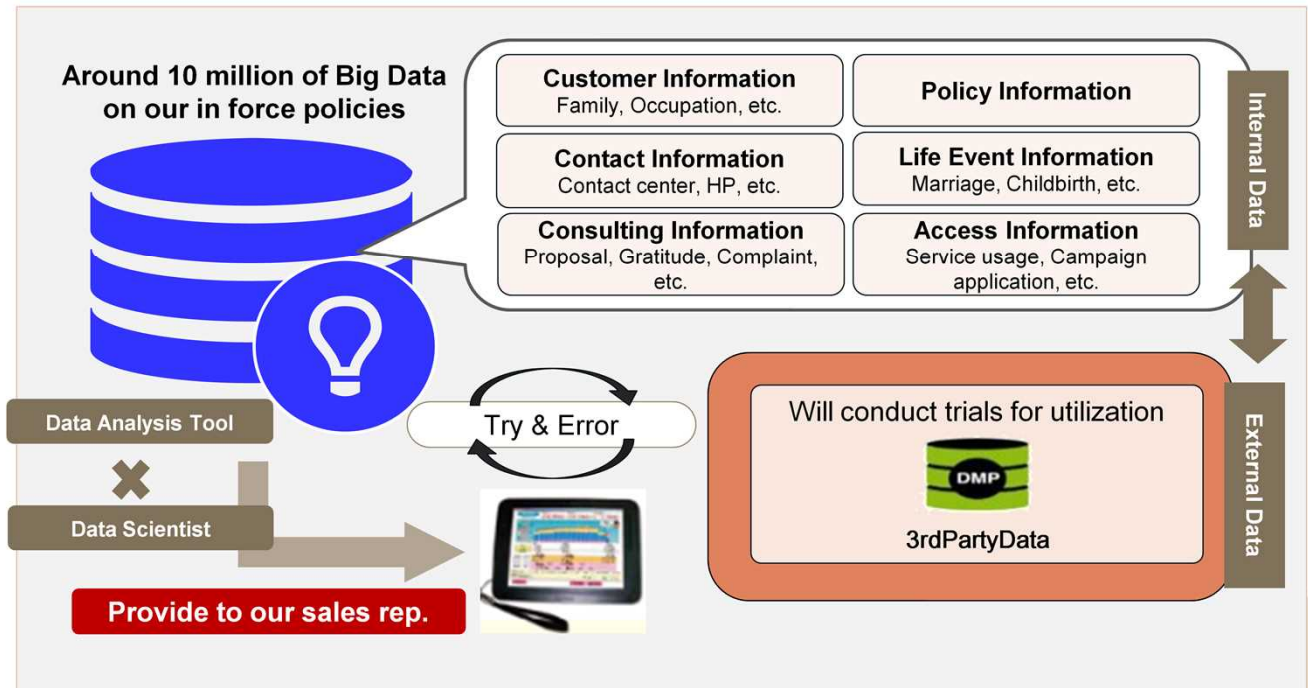 Around 10 million of Big Data
on our in force policies
Customer Information
Family, Occupation, etc.
Policy Information
Contact Information
Contact center, HP, etc.
Life Event Information
Marriage, Childbirth, etc.
Consulting Information
Proposal, Gratitude, Complaint,
etc.
Access Information
Service usage, Campaign
application, etc.
Internal Data
Data Analysis Tool
Data Scientist
Try & Error
Provide to our sales rep.
Will conduct trials for utilization
DMP
3rdPartyData
External Data